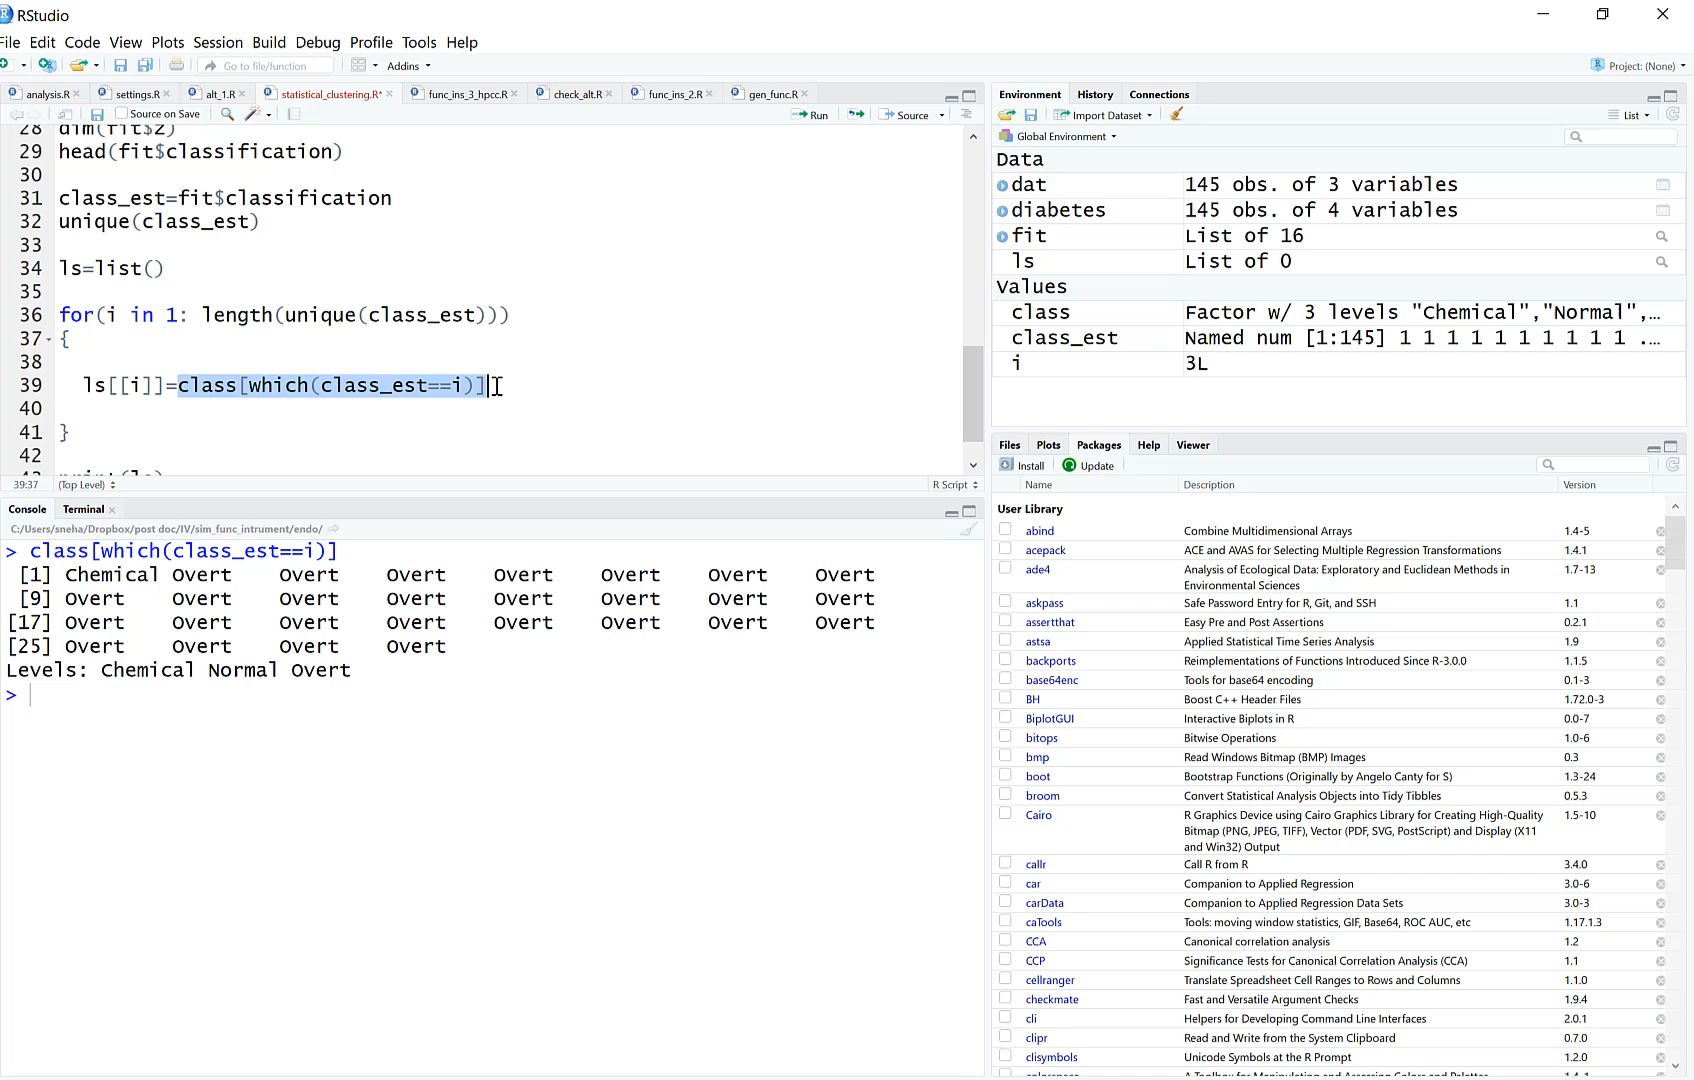 RStudio
File Edit Code View Plots Session Build Debug Profile Tools Help
Go to file/function Addins Project: (None)
analysis.R settings.R alt_1.R statistical_clustering.R* func_ins_3_hpcc.R check_alt.R func_ins_2.R gen_func.R
Source on Save Run Source
28 dim(fit$z)
29 head(fit$classification)
30
31 class_est=fit$classification
32 unique(class_est)
33
34 ls=list()
35
36 for(i in 1: length(unique(class_est)))
37 {
38
39 ls[[i]]=class[which(class_est==i)]
40
41 }
42
43 print(ls)
39:37 (Top Level) R Script
Console Terminal
C:/Users/sneha/Dropbox/post doc/IV/sim_func_intrument/endo/
> class[which(class_est==i)]
[1] Chemical Overt Overt Overt Overt Overt Overt Overt
[9] Overt Overt Overt Overt Overt Overt Overt Overt
[17] Overt Overt Overt Overt Overt Overt Overt Overt
[25] Overt Overt Overt Overt
Levels: Chemical Normal Overt
>
Environment History Connections
Import Dataset List
Global Environment
Data
dat 145 obs. of 3 variables
diabetes 145 obs. of 4 variables
fit List of 16
ls List of 0
Values
class Factor w/ 3 levels "Chemical","Normal",…
class_est Named num [1:145] 1 1 1 1 1 1 1 1 1 1 .…
i 3L
Files Plots Packages Help Viewer
Install Update
Name Description Version
User Library
abind Combine Multidimensional Arrays 1.4-5
acepack ACE and AVAS for Selecting Multiple Regression Transformations 1.4.1
ade4 Analysis of Ecological Data: Exploratory and Euclidean Methods in 1.7-13
Environmental Sciences
askpass Safe Password Entry for R, Git, and SSH 1.1
assertthat Easy Pre and Post Assertions 0.2.1
astsa Applied Statistical Time Series Analysis 1.9
backports Reimplementations of Functions Introduced Since R-3.0.0 1.1.5
base64enc Tools for base64 encoding 0.1-3
BH Boost C++ Header Files 1.72.0-3
BiplotGUI Interactive Biplots in R 0.0-7
bitops Bitwise Operations 1.0-6
bmp Read Windows Bitmap (BMP) Images 0.3
boot Bootstrap Functions (Originally by Angelo Canty for S) 1.3-24
broom Convert Statistical Analysis Objects into Tidy Tibbles 0.5.3
Cairo R Graphics Device using Cairo Graphics Library for Creating High-Quality 1.5-10
Bitmap (PNG, JPEG, TIFF), Vector (PDF, SVG, PostScript) and Display (X11
and Win32) Output
callr Call R from R 3.4.0
car Companion to Applied Regression 3.0-6
carData Companion to Applied Regression Data Sets 3.0-3
caTools Tools: moving window statistics, GIF, Base64, ROC AUC, etc 1.17.1.3
CCA Canonical correlation analysis 1.2
CCP Significance Tests for Canonical Correlation Analysis (CCA) 1.1
cellranger Translate Spreadsheet Cell Ranges to Rows and Columns 1.1.0
checkmate Fast and Versatile Argument Checks 1.9.4
cli Helpers for Developing Command Line Interfaces 2.0.1
clipr Read and Write from the System Clipboard 0.7.0
clisymbols Unicode Symbols at the R Prompt 1.2.0
colorspace A Toolbox for Manipulating and Assessing Colors and Palettes 1.4-1